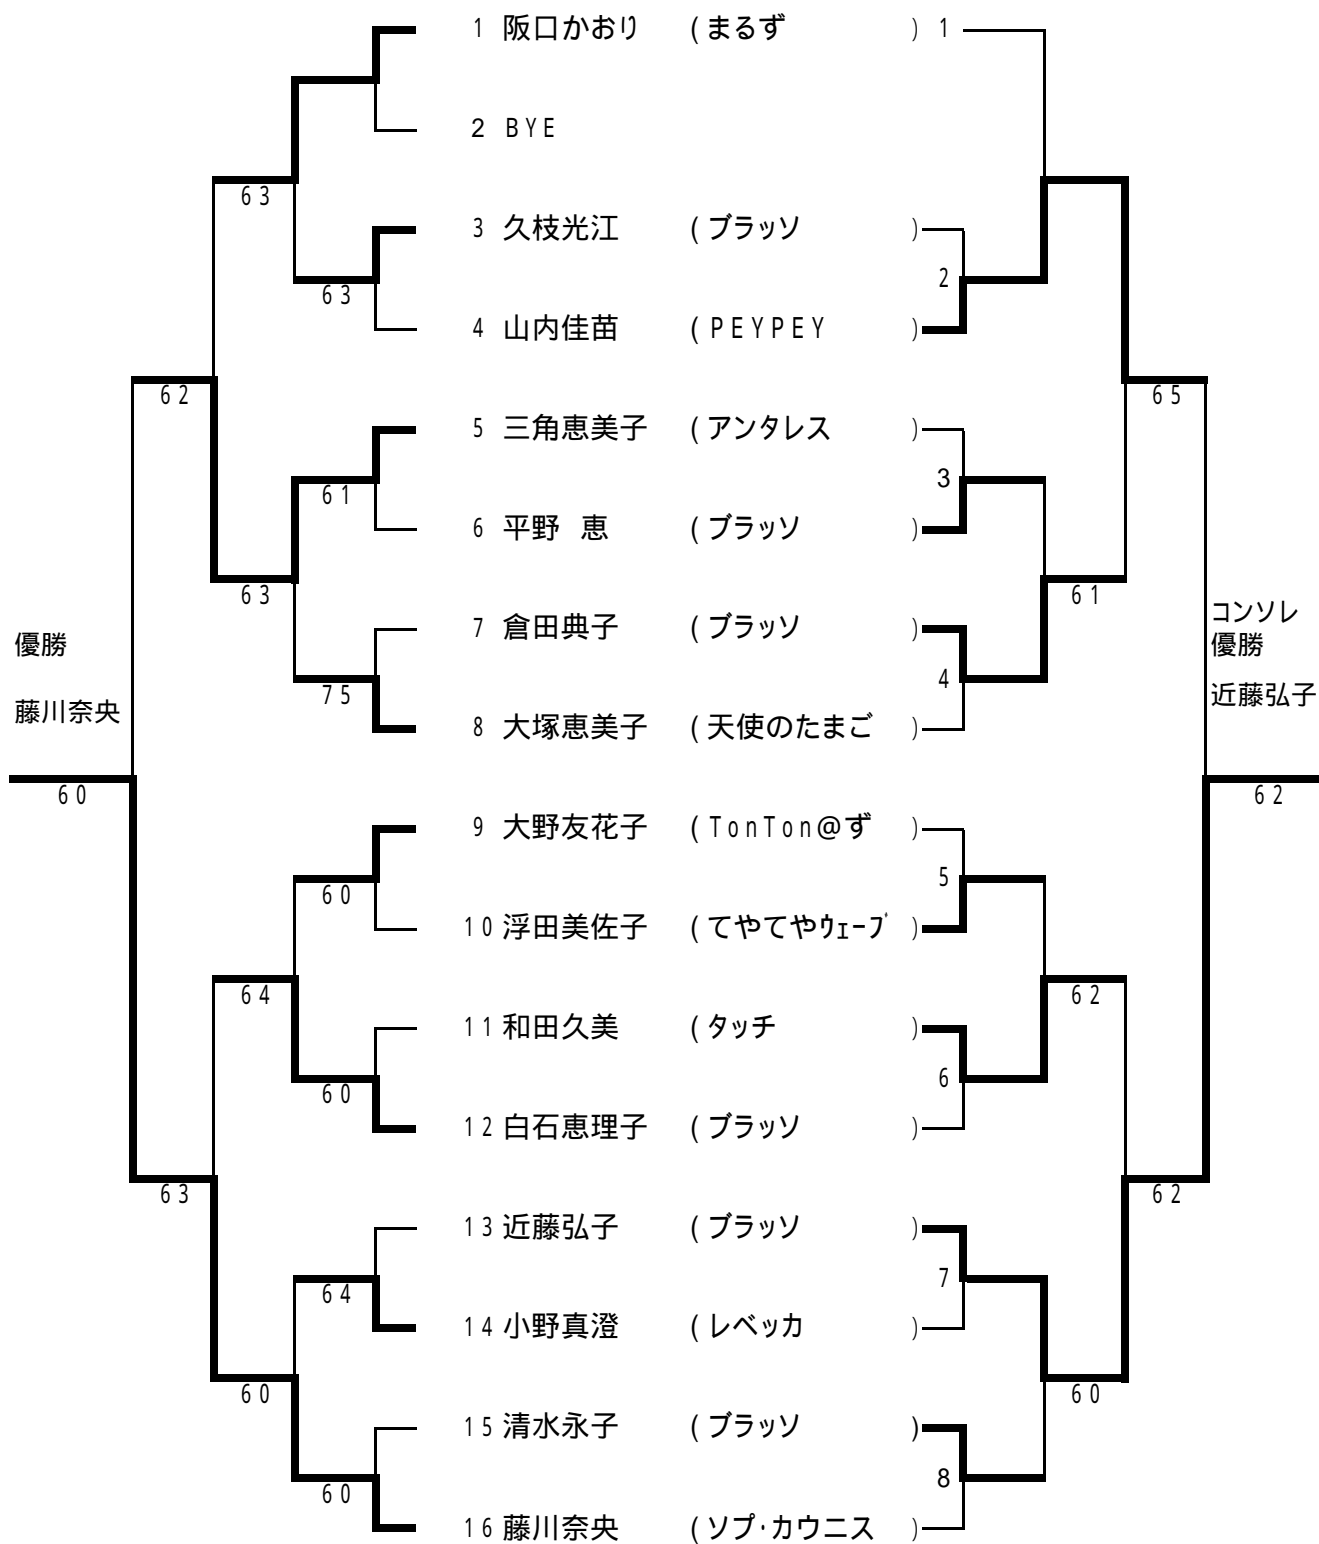 1 阪口かおり (まるず ) 1
2 BYE
63
3 久枝光江 (ブラッソ )
63
2
4 山内佳苗 (PEYPEY )
62
65
5 三角恵美子 (アンタレス )
61
3
6 平野 恵 (ブラッソ )
63
61
7 倉田典子 (ブラッソ )
優勝
藤川奈央
コンソレ
優勝
近藤弘子
75
4
8 大塚恵美子 (天使のたまご )
60
62
9 大野友花子 (TonTon@ず )
60
5
10 浮田美佐子 (てやてやウェーブ )
64
62
11 和田久美 (タッチ )
60
6
12 白石恵理子 (ブラッソ )
63
62
13 近藤弘子 (ブラッソ )
64
7
14 小野真澄 (レベッカ )
60
60
15 清水永子 (ブラッソ )
60
8
16 藤川奈央 (ソプ・カウニス )